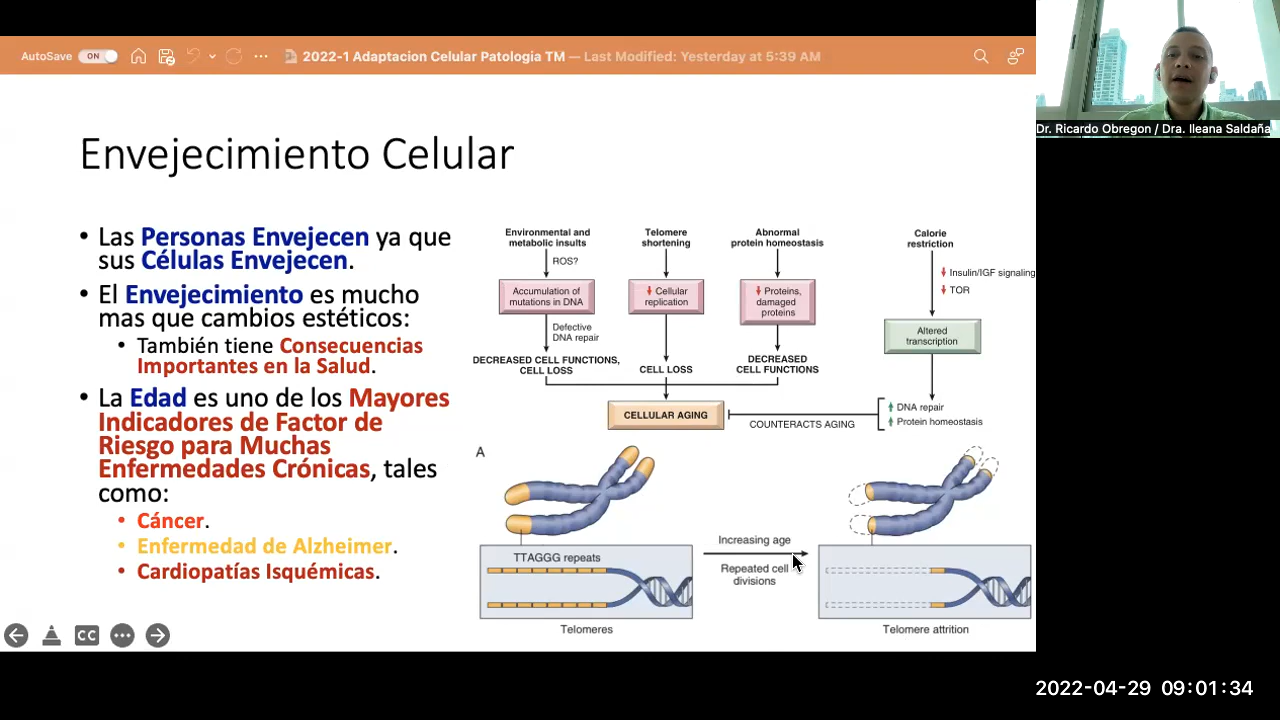 AutoSave ON 2022-1 Adaptacion Celular Patologia TM — Last Modified: Yesterday at 5:39 AM
Dr. Ricardo Obregon / Dra. Ileana Saldaña
Envejecimiento Celular
• Las Personas Envejecen ya que
sus Células Envejecen.
• El Envejecimiento es mucho
mas que cambios estéticos:
• También tiene Consecuencias
Importantes en la Salud.
• La Edad es uno de los Mayores
Indicadores de Factor de
Riesgo para Muchas
Enfermedades Crónicas, tales
como:
• Cáncer.
• Enfermedad de Alzheimer.
• Cardiopatías Isquémicas.
Environmental and
metabolic insults
ROS?
Accumulation of
mutations in DNA
Defective
DNA repair
DECREASED CELL FUNCTIONS,
CELL LOSS
Telomere
shortening
Cellular
replication
CELL LOSS
Abnormal
protein homeostasis
Proteins,
damaged
proteins
DECREASED
CELL FUNCTIONS
Calorie
restriction
Insulin/IGF signaling
TOR
Altered
transcription
DNA repair
Protein homeostasis
CELLULAR AGING
COUNTERACTS AGING
A
TTAGGG repeats
Telomeres
Increasing age
Repeated cell
divisions
Telomere attrition
CC
2022-04-29 09:01:34